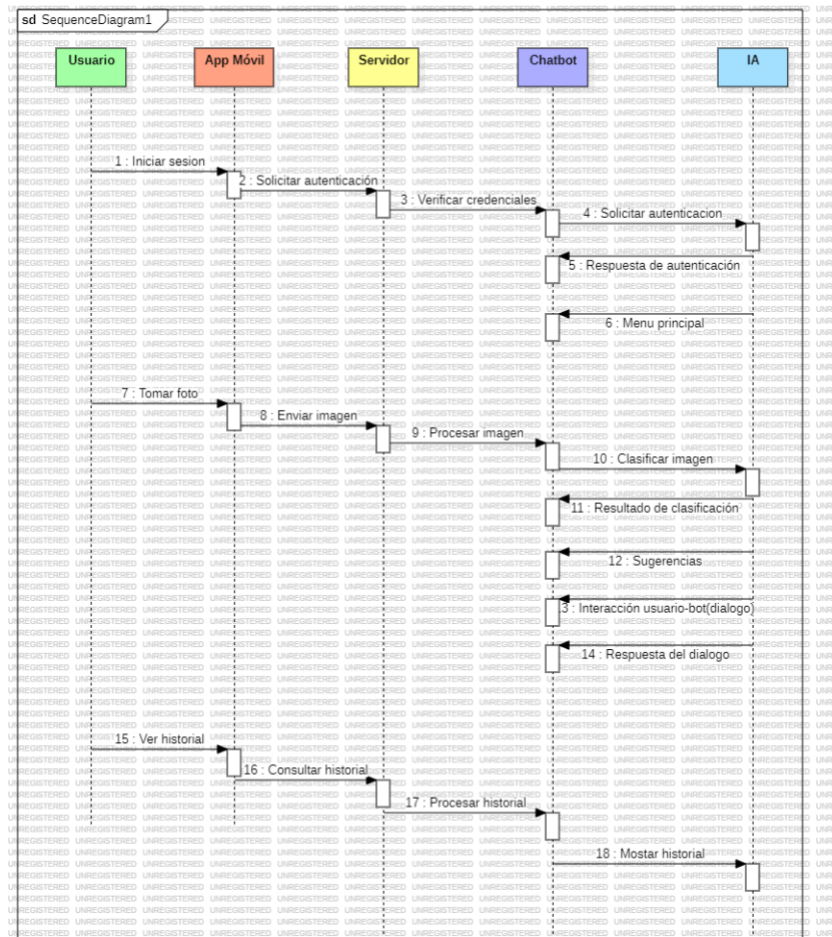 sd SequenceDiagram1
Usuario
App Móvil
Servidor
Chatbot
IA
1 : Iniciar sesion
2 : Solicitar autenticación
3 : Verificar credenciales
4 : Solicitar autenticacion
5 : Respuesta de autenticación
6 : Menu principal
7 : Tomar foto
8 : Enviar imagen
9 : Procesar imagen
10 : Clasificar imagen
11 : Resultado de clasificación
12 : Sugerencias
3 : Interacción usuario-bot(dialogo)
14 : Respuesta del dialogo
15 : Ver historial
16 : Consultar historial
17 : Procesar historial
18 : Mostar historial
UNREGISTERED